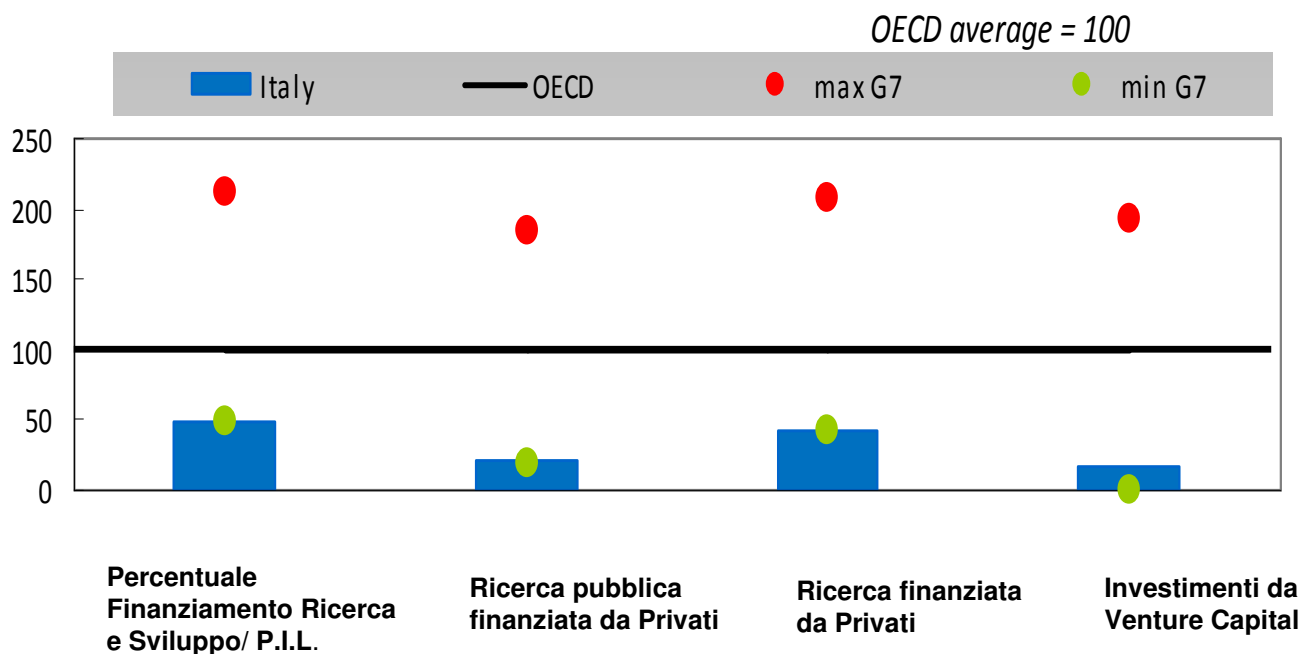 OECD average = 100
Italy OECD max G7 min G7
250
200
150
100
50
0
Percentuale
Finanziamento Ricerca
e Sviluppo/ P.I.L.
Ricerca pubblica
finanziata da Privati
Ricerca finanziata
da Privati
Investimenti da
Venture Capital